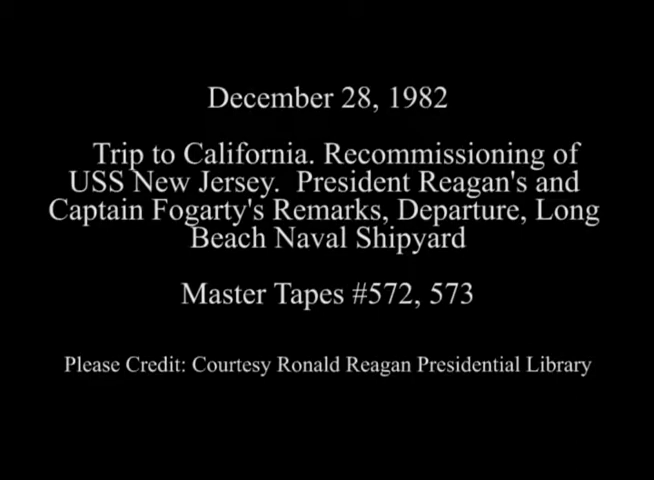 December 28, 1982
Trip to California. Recommissioning of
USS New Jersey.  President Reagan's and
Captain Fogarty's Remarks, Departure, Long
Beach Naval Shipyard
Master Tapes #572, 573
Please Credit: Courtesy Ronald Reagan Presidential Library